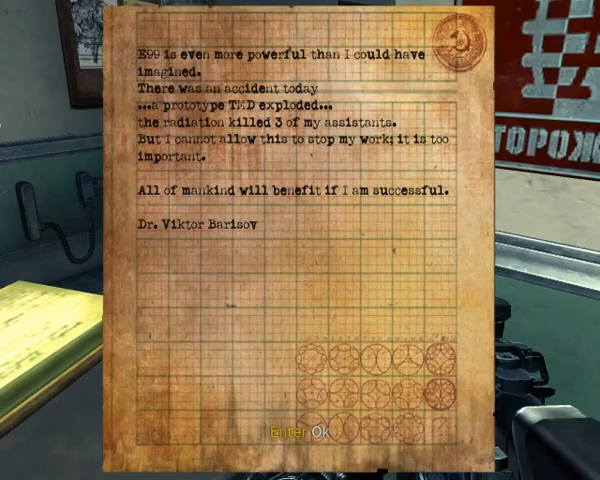 E99 is even more powerful than I could have
imagined.
There was an accident today
...a prototype TMD exploded...
the radiation killed 3 of my assistants.
But I cannot allow this to stop my work; it is too
important.
All of mankind will benefit if I am successful.
Dr. Viktor Barisov
ТОРОЖ
Enter Ok